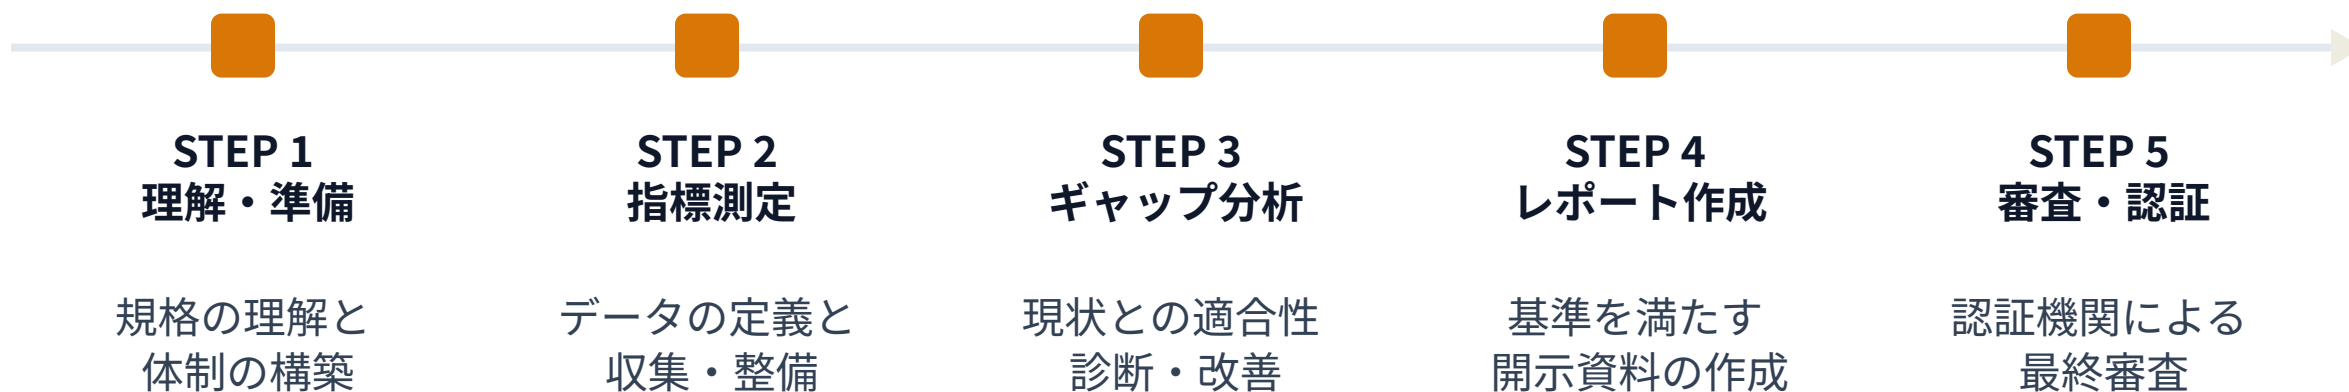 STEP 1
理解・準備
規格の理解と
体制の構築
STEP 2
指標測定
データの定義と
収集・整備
STEP 3
ギャップ分析
現状との適合性
診断・改善
STEP 4
レポート作成
基準を満たす
開示資料の作成
STEP 5
審査・認証
認証機関による
最終審査